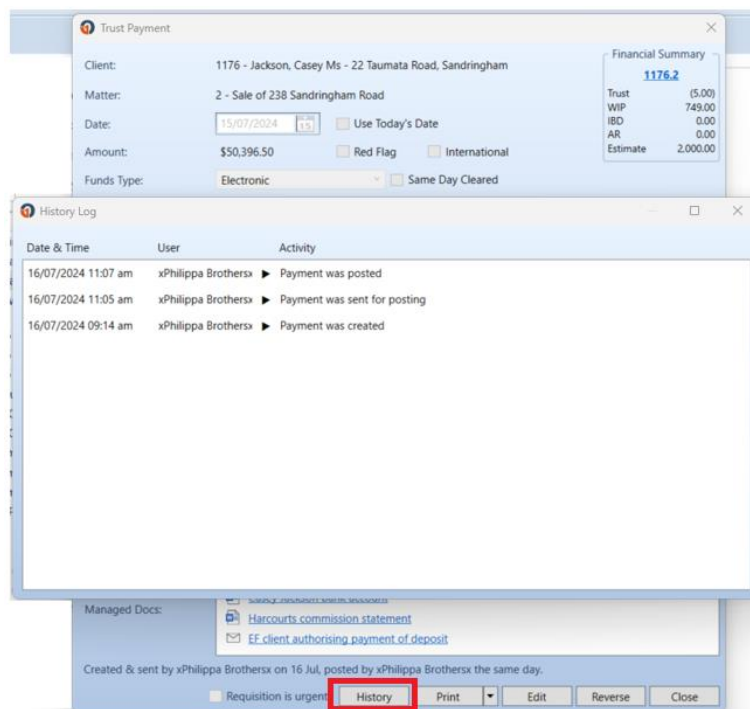 Trust Payment
Client: 1176 - Jackson, Casey Ms - 22 Taumata Road, Sandringham
Matter: 2 - Sale of 238 Sandringham Road
Date: 15/07/2024 15 Use Today's Date
Amount: $50,396.50 Red Flag International
Funds Type: Electronic Same Day Cleared
Financial Summary
1176.2
Trust (5.00)
WIP 749.00
IBD 0.00
AR 0.00
Estimate 2,000.00
History Log
Date & Time User Activity
16/07/2024 11:07 am xPhilippa Brothersx Payment was posted
16/07/2024 11:05 am xPhilippa Brothersx Payment was sent for posting
16/07/2024 09:14 am xPhilippa Brothersx Payment was created
Managed Docs:
Casey Jackson bank account
Harcourts commission statement
EF client authorising payment of deposit
Created & sent by xPhilippa Brothersx on 16 Jul, posted by xPhilippa Brothersx the same day.
Requisition is urgent History Print Edit Reverse Close